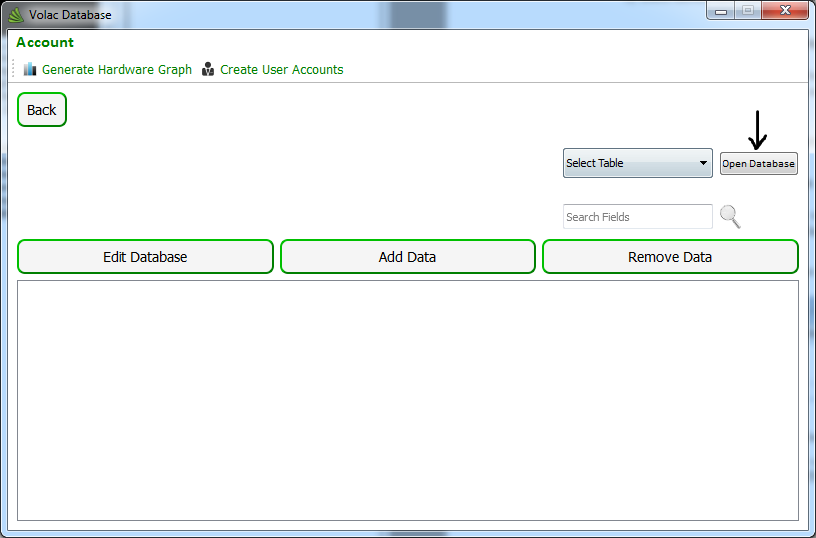 Volac Database
Account
Generate Hardware Graph Create User Accounts
Back
Select Table Open Database
Search Fields
Edit Database Add Data Remove Data